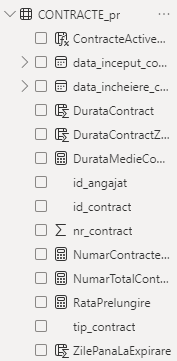 CONTRACTE_pr
ContracteActive...
data_inceput_co...
data_incheiere_c...
DurataContract
DurataContractZ...
DurataMedieCo...
id_angajat
id_contract
nr_contract
NumarContracte...
NumarTotalCont...
RataPrelungire
tip_contract
ZilePanaLaExpirare